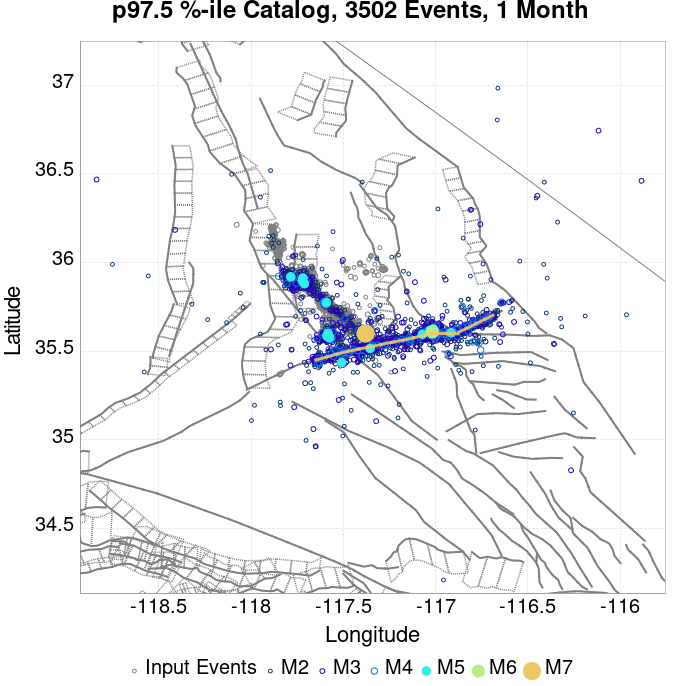 p97.5 %-ile Catalog, 3502 Events, 1 Month
37
36.5
36
35.5
35
34.5
Latitude
-118.5 -118 -117.5 -117 -116.5 -116
Longitude
Input Events M2 M3 M4 M5 M6 M7